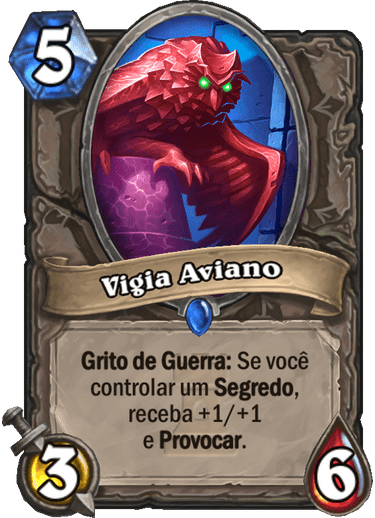 5
Vigia Aviano
Grito de Guerra: Se você
controlar um Segredo,
receba +1/+1
e Provocar.
3
6